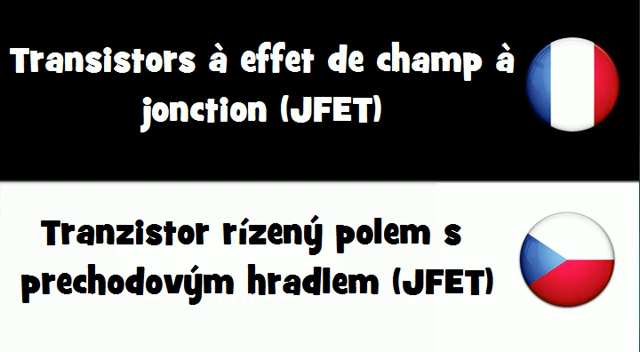 Transistors à effet de champ à
jonction (JFET)
Tranzistor rízený polem s
prechodovým hradlem (JFET)